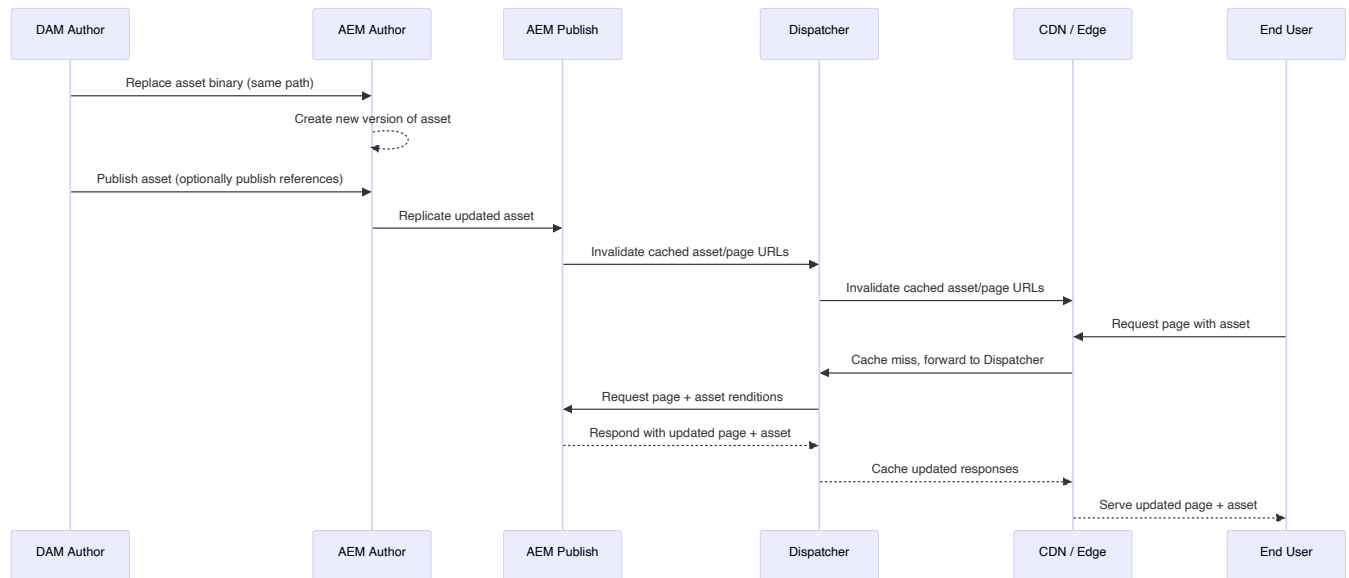 DAM Author
AEM Author
AEM Publish
Dispatcher
CDN / Edge
End User
Replace asset binary (same path)
Create new version of asset
Publish asset (optionally publish references)
Replicate updated asset
Invalidate cached asset/page URLs
Invalidate cached asset/page URLs
Request page with asset
Cache miss, forward to Dispatcher
Request page + asset renditions
Respond with updated page + asset
Cache updated responses
Serve updated page + asset
DAM Author
AEM Author
AEM Publish
Dispatcher
CDN / Edge
End User